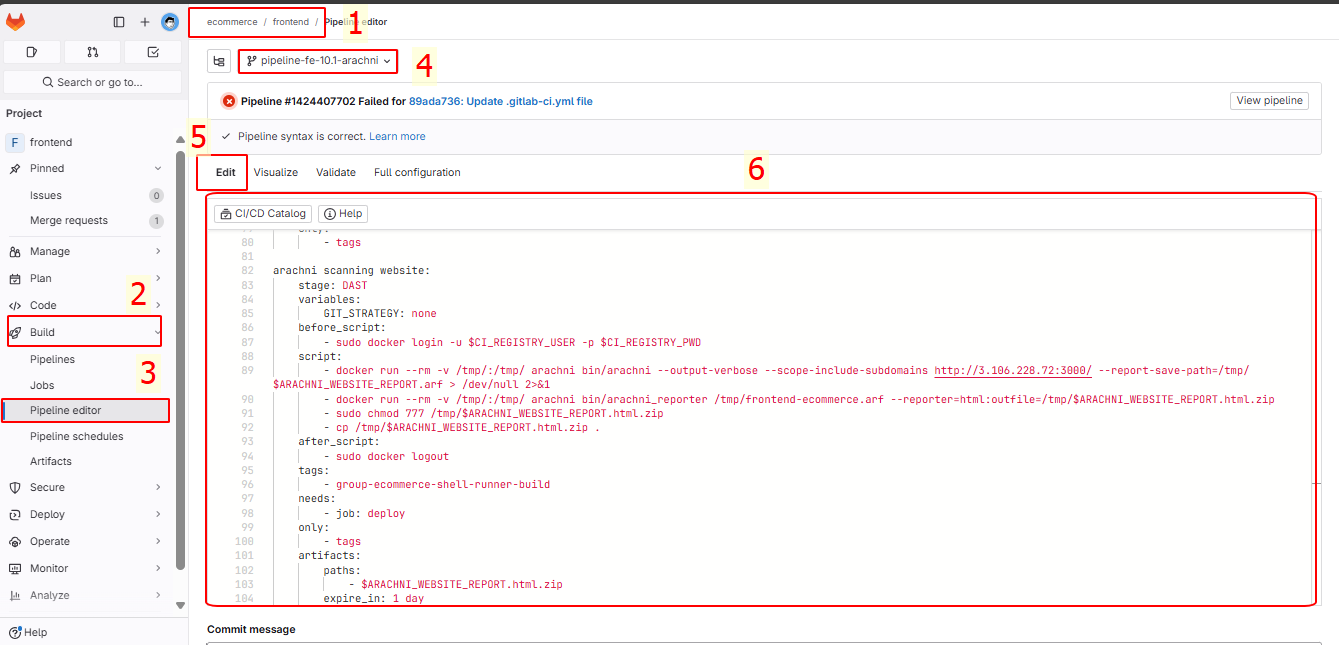 ecommerce / frontend / Pipeline editor
1
Search or go to...
pipeline-fe-10.1-arachni
4
Pipeline #1424407702 Failed for 89ada736: Update .gitlab-ci.yml file
View pipeline
Pipeline syntax is correct. Learn more
5
Edit
Visualize
Validate
Full configuration
6
Project
F frontend
Pinned
Issues 0
Merge requests 1
Manage
Plan
2
Code
Build
Pipelines
3
Jobs
Pipeline editor
Pipeline schedules
Artifacts
Secure
Deploy
Operate
Monitor
Analyze
Help
CI/CD Catalog
Help
79 only:
80 - tags
81
82 arachni scanning website:
83 stage: DAST
84 variables:
85 GIT_STRATEGY: none
86 before_script:
87 - sudo docker login -u $CI_REGISTRY_USER -p $CI_REGISTRY_PWD
88 script:
89 - docker run --rm -v /tmp/:/tmp/ arachni bin/arachni --output-verbose --scope-include-subdomains http://3.106.228.72:3000/ --report-save-path=/tmp/
$ARACHNI_WEBSITE_REPORT.arf > /dev/null 2>&1
90 - docker run --rm -v /tmp/:/tmp/ arachni bin/arachni_reporter /tmp/frontend-ecommerce.arf --reporter=html:outfile=/tmp/$ARACHNI_WEBSITE_REPORT.html.zip
91 - sudo chmod 777 /tmp/$ARACHNI_WEBSITE_REPORT.html.zip
92 - cp /tmp/$ARACHNI_WEBSITE_REPORT.html.zip .
93 after_script:
94 - sudo docker logout
95 tags:
96 - group-ecommerce-shell-runner-build
97 needs:
98 - job: deploy
99 only:
100 - tags
101 artifacts:
102 paths:
103 - $ARACHNI_WEBSITE_REPORT.html.zip
104 expire_in: 1 day
Commit message